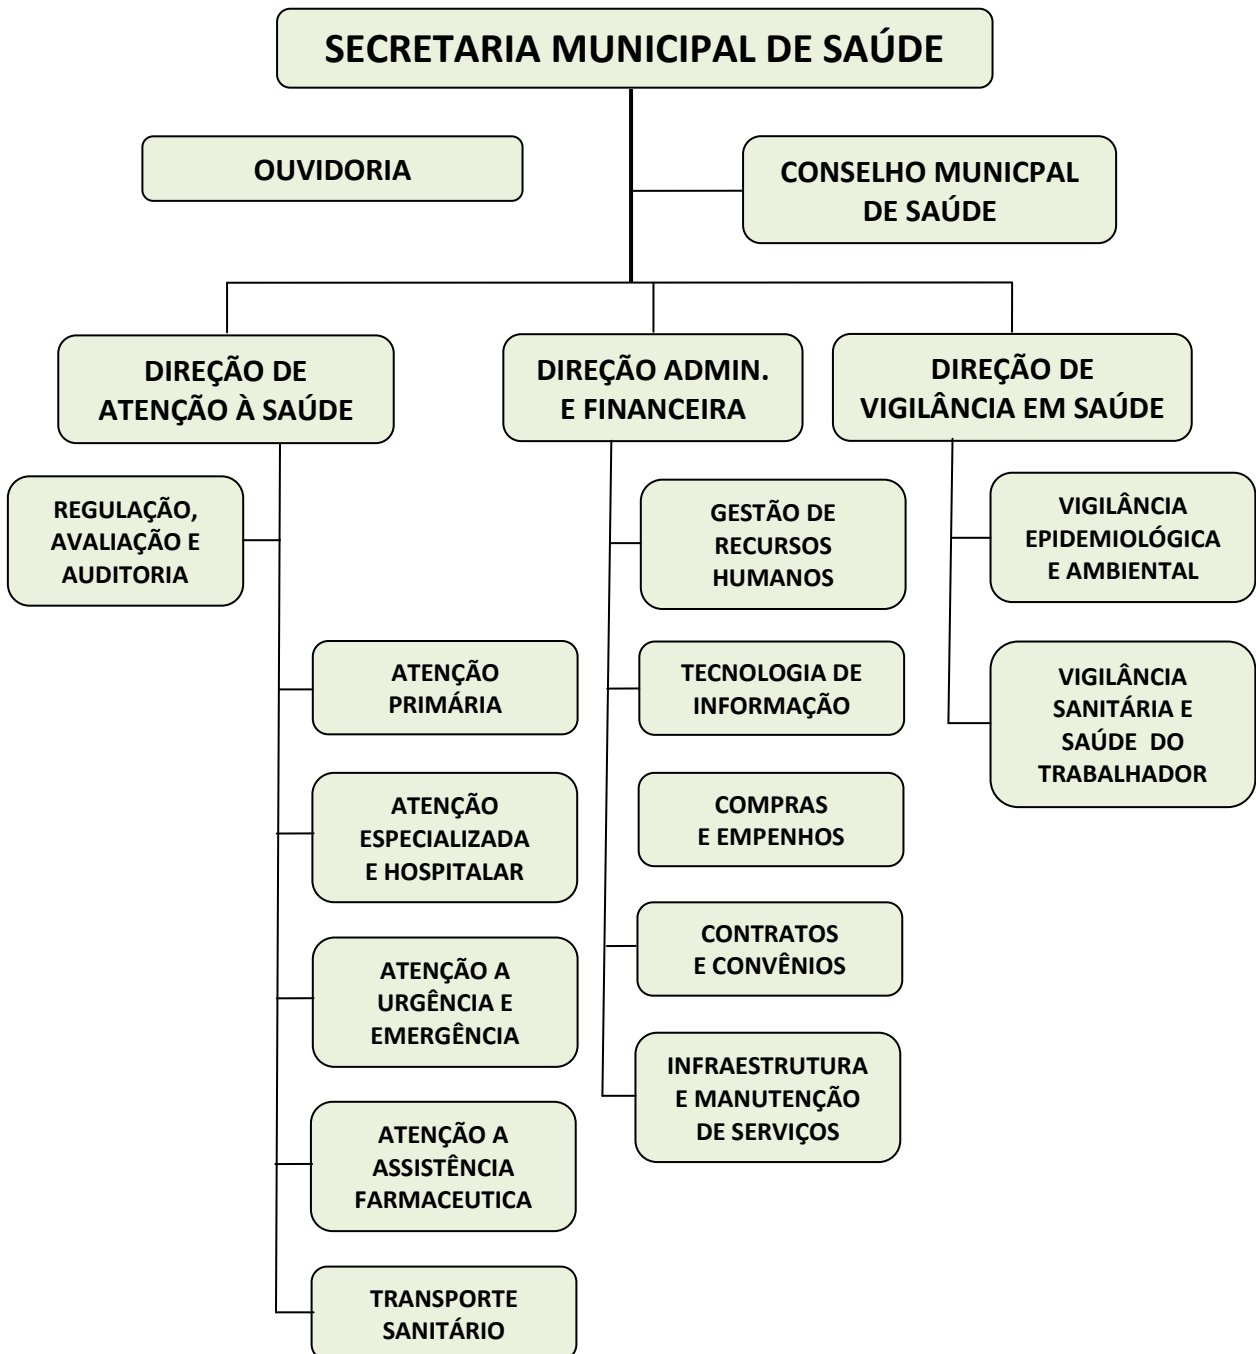 SECRETARIA MUNICIPAL DE SAÚDE
OUVIDORIA
CONSELHO MUNICPAL
DE SAÚDE
DIREÇÃO DE
ATENÇÃO À SAÚDE
DIREÇÃO ADMIN.
E FINANCEIRA
DIREÇÃO DE
VIGILÂNCIA EM SAÚDE
REGULAÇÃO,
AVALIAÇÃO E
AUDITORIA
ATENÇÃO
PRIMÁRIA
ATENÇÃO
ESPECIALIZADA
E HOSPITALAR
ATENÇÃO A
URGÊNCIA E
EMERGÊNCIA
ATENÇÃO A
ASSISTÊNCIA
FARMACEUTICA
TRANSPORTE
SANITÁRIO
GESTÃO DE
RECURSOS
HUMANOS
TECNOLOGIA DE
INFORMAÇÃO
COMPRAS
E EMPENHOS
CONTRATOS
E CONVÊNIOS
INFRAESTRUTURA
E MANUTENÇÃO
DE SERVIÇOS
VIGILÂNCIA
EPIDEMIOLÓGICA
E AMBIENTAL
VIGILÂNCIA
SANITÁRIA E
SAÚDE  DO
TRABALHADOR